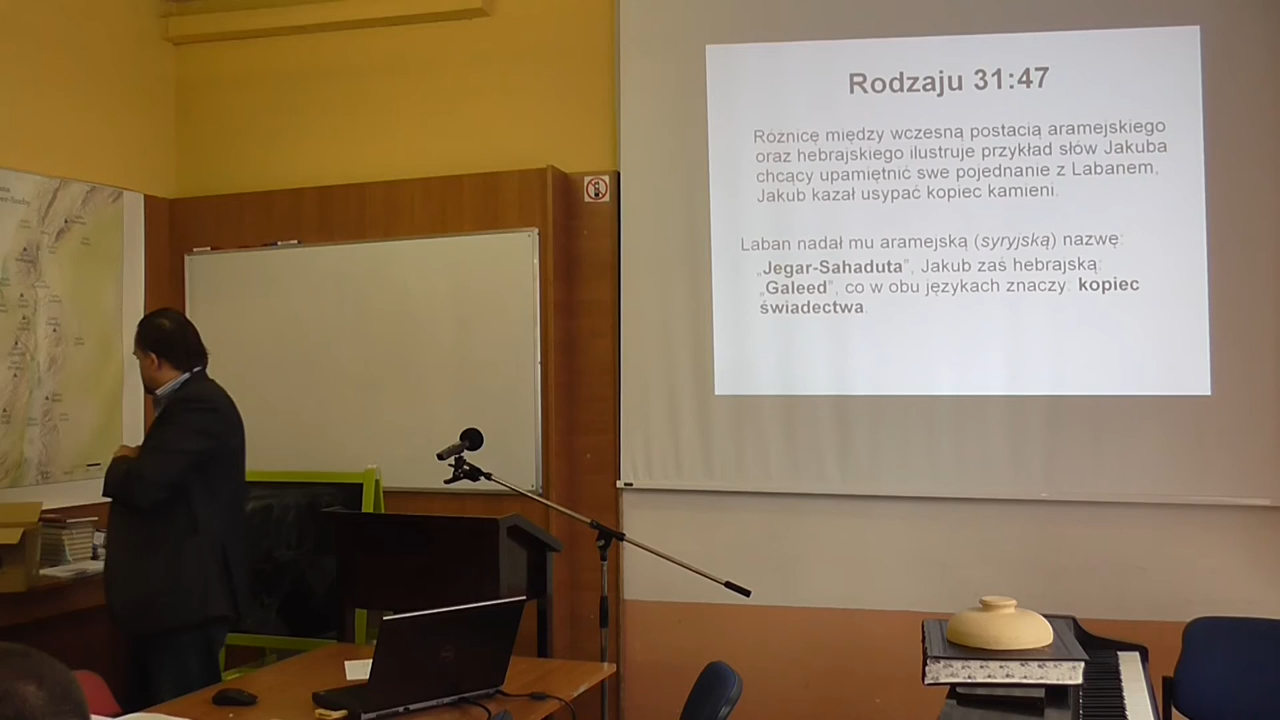 Rodzaju 31:47
Różnicę między wczesną postacią aramejskiego
oraz hebrajskiego ilustruje przykład słów Jakuba
chcący upamiętnić swe pojednanie z Labanem,
Jakub kazał usypać kopiec kamieni.
Laban nadał mu aramejską (syryjską) nazwę:
„Jegar-Sahaduta”, Jakub zaś hebrajską:
„Galeed”, co w obu językach znaczy: kopiec
świadectwa.